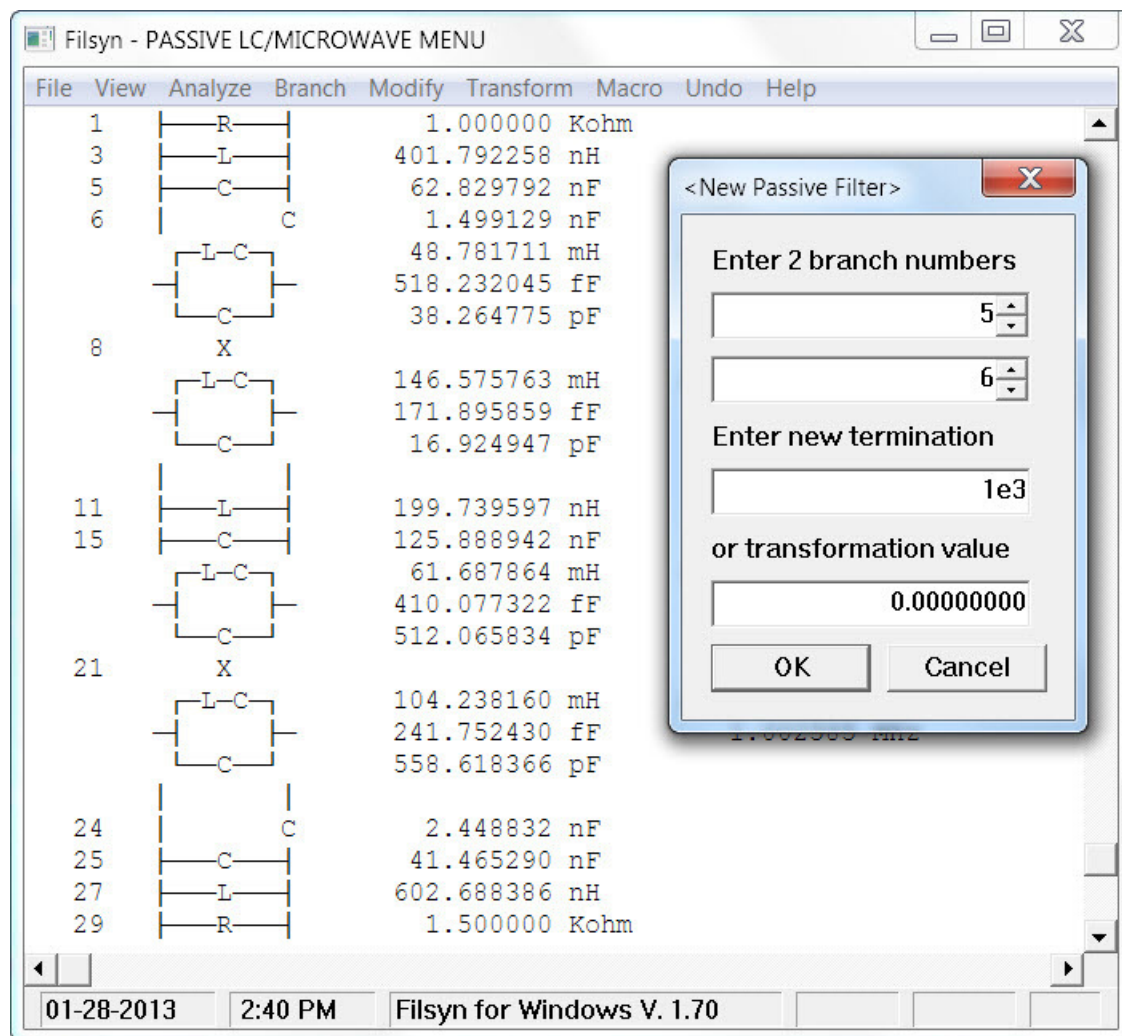 Filsyn - PASSIVE LC/MICROWAVE MENU
File View Analyze Branch Modify Transform Macro Undo Help
1 R 1.000000 Kohm
3 L 401.792258 nH
5 C 62.829792 nF
6 C 1.499129 nF
L-C 48.781711 mH
518.232045 fF
C 38.264775 pF
8 X
L-C 146.575763 mH
171.895859 fF
C 16.924947 pF
11 L 199.739597 nH
15 C 125.888942 nF
L-C 61.687864 mH
410.077322 fF
C 512.065834 pF
21 X
L-C 104.238160 mH
241.752430 fF
C 558.618366 pF
24 C 2.448832 nF
25 C 41.465290 nF
27 L 602.688386 nH
29 R 1.500000 Kohm
<New Passive Filter>
Enter 2 branch numbers
5
6
Enter new termination
1e3
or transformation value
0.00000000
OK Cancel
01-28-2013 2:40 PM Filsyn for Windows V. 1.70